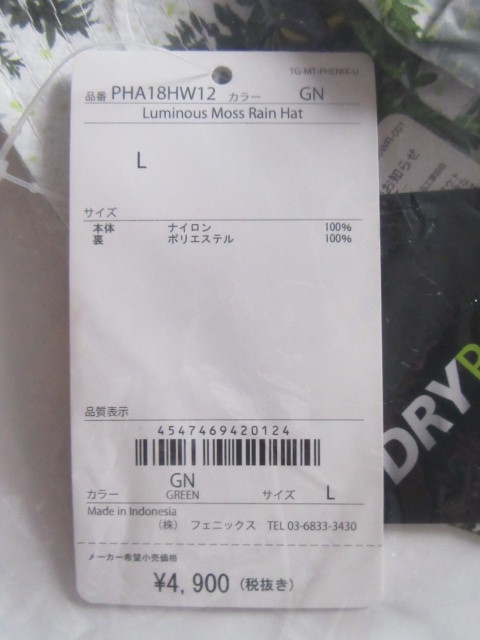 TG-MT-PHENIX-U
品番 PHA18HW12 カラー GN
Luminous Moss Rain Hat
L
サイズ
本体 ナイロン 100%
裏 ポリエステル 100%
品質表示
4547469420124
GN
カラー GREEN サイズ L
Made in Indonesia
(株) フェニックス TEL 03-6833-3430
メーカー希望小売価格
¥4,900(税抜き)
お知らせ
DRY